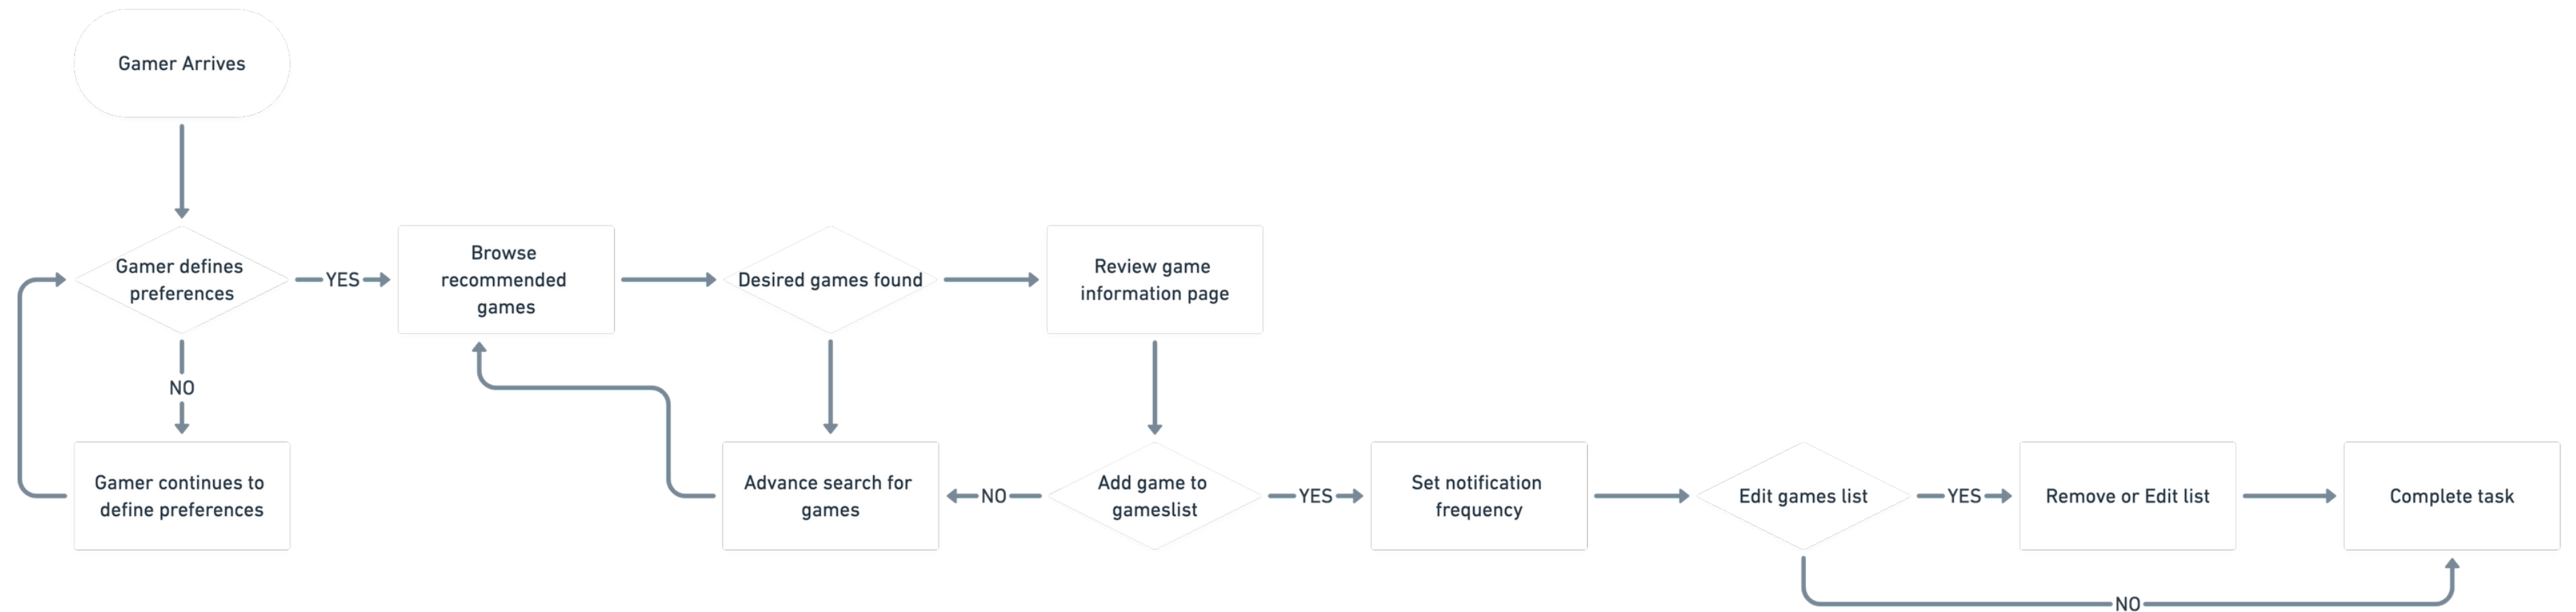 Gamer Arrives
Gamer defines
preferences
YES
Browse
recommended
games
Desired games found
Review game
information page
NO
Gamer continues to
define preferences
Advance search for
games
NO
Add game to
gameslist
YES
Set notification
frequency
Edit games list
YES
Remove or Edit list
Complete task
NO